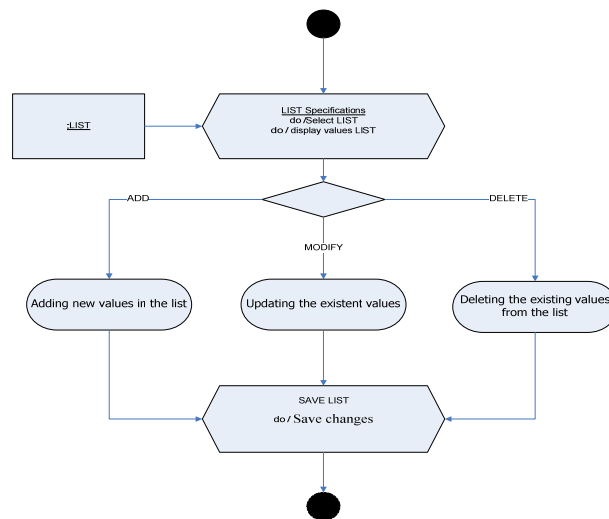 :LIST
LIST Specifications
do /Select LIST
do / display values LIST
ADD
DELETE
MODIFY
Adding new values in the list
Updating the existent values
Deleting the existing values
from the list
SAVE LIST
do / Save changes